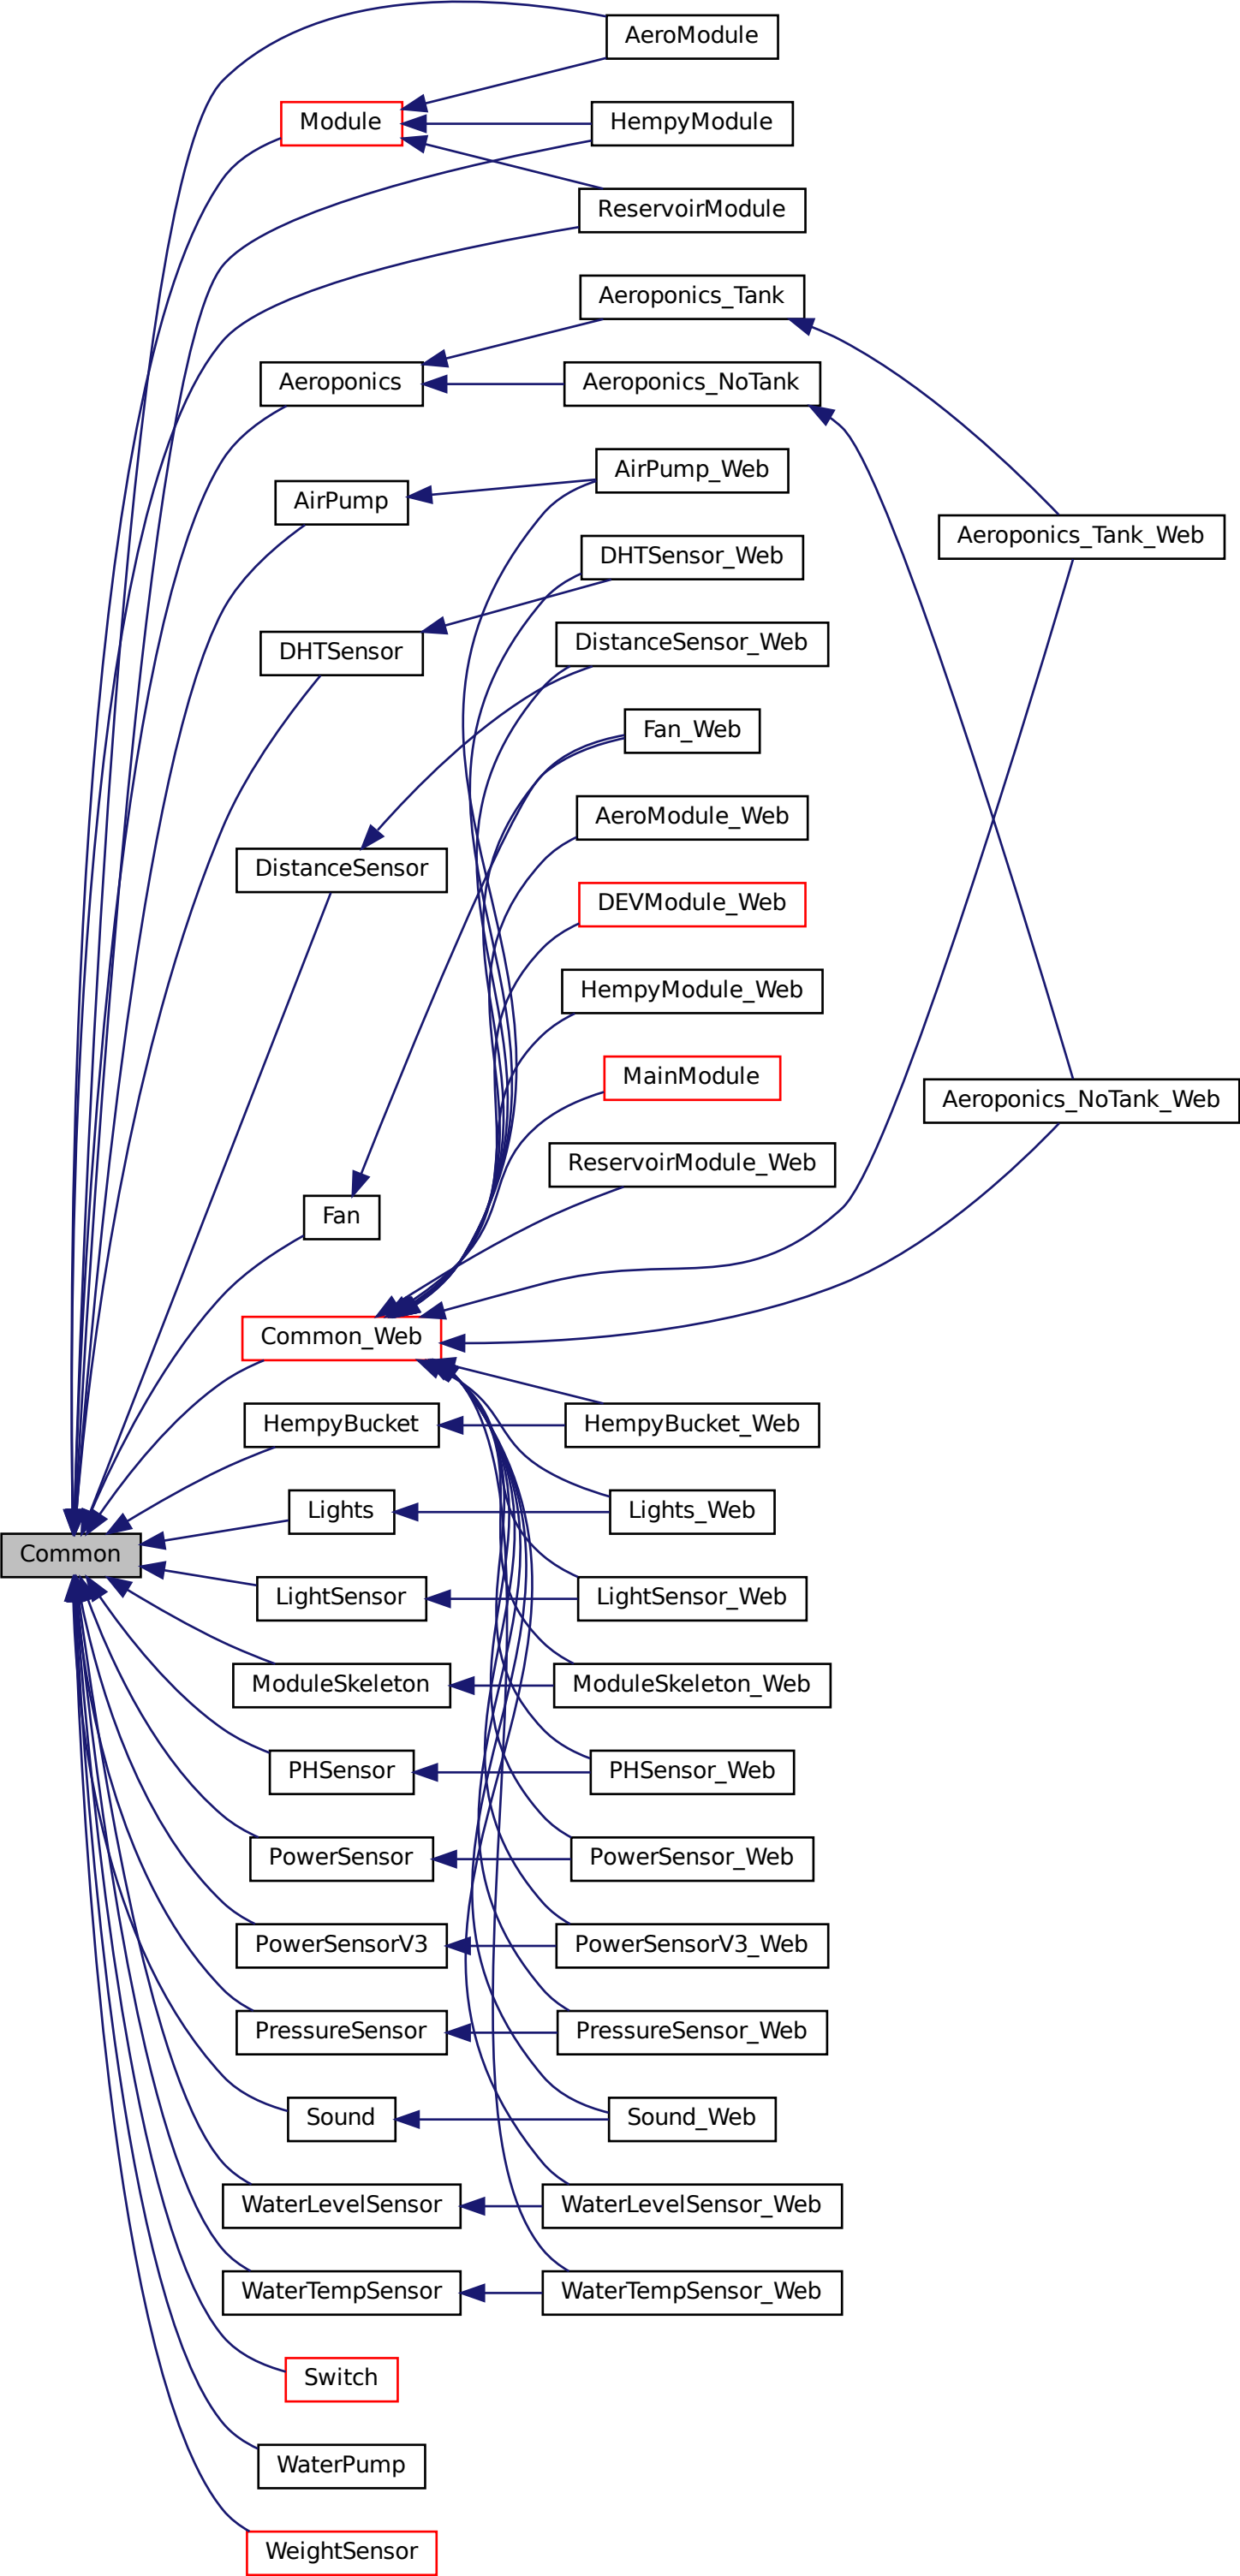 AeroModule
Module
HempyModule
ReservoirModule
Aeroponics_Tank
Aeroponics
Aeroponics_NoTank
AirPump_Web
AirPump
Aeroponics_Tank_Web
DHTSensor_Web
DHTSensor
DistanceSensor_Web
Fan_Web
AeroModule_Web
DistanceSensor
DEVModule_Web
HempyModule_Web
MainModule
Aeroponics_NoTank_Web
ReservoirModule_Web
Fan
Common_Web
HempyBucket
HempyBucket_Web
Lights
Lights_Web
Common
LightSensor
LightSensor_Web
ModuleSkeleton
ModuleSkeleton_Web
PHSensor
PHSensor_Web
PowerSensor
PowerSensor_Web
PowerSensorV3
PowerSensorV3_Web
PressureSensor
PressureSensor_Web
Sound
Sound_Web
WaterLevelSensor
WaterLevelSensor_Web
WaterTempSensor
WaterTempSensor_Web
Switch
WaterPump
WeightSensor